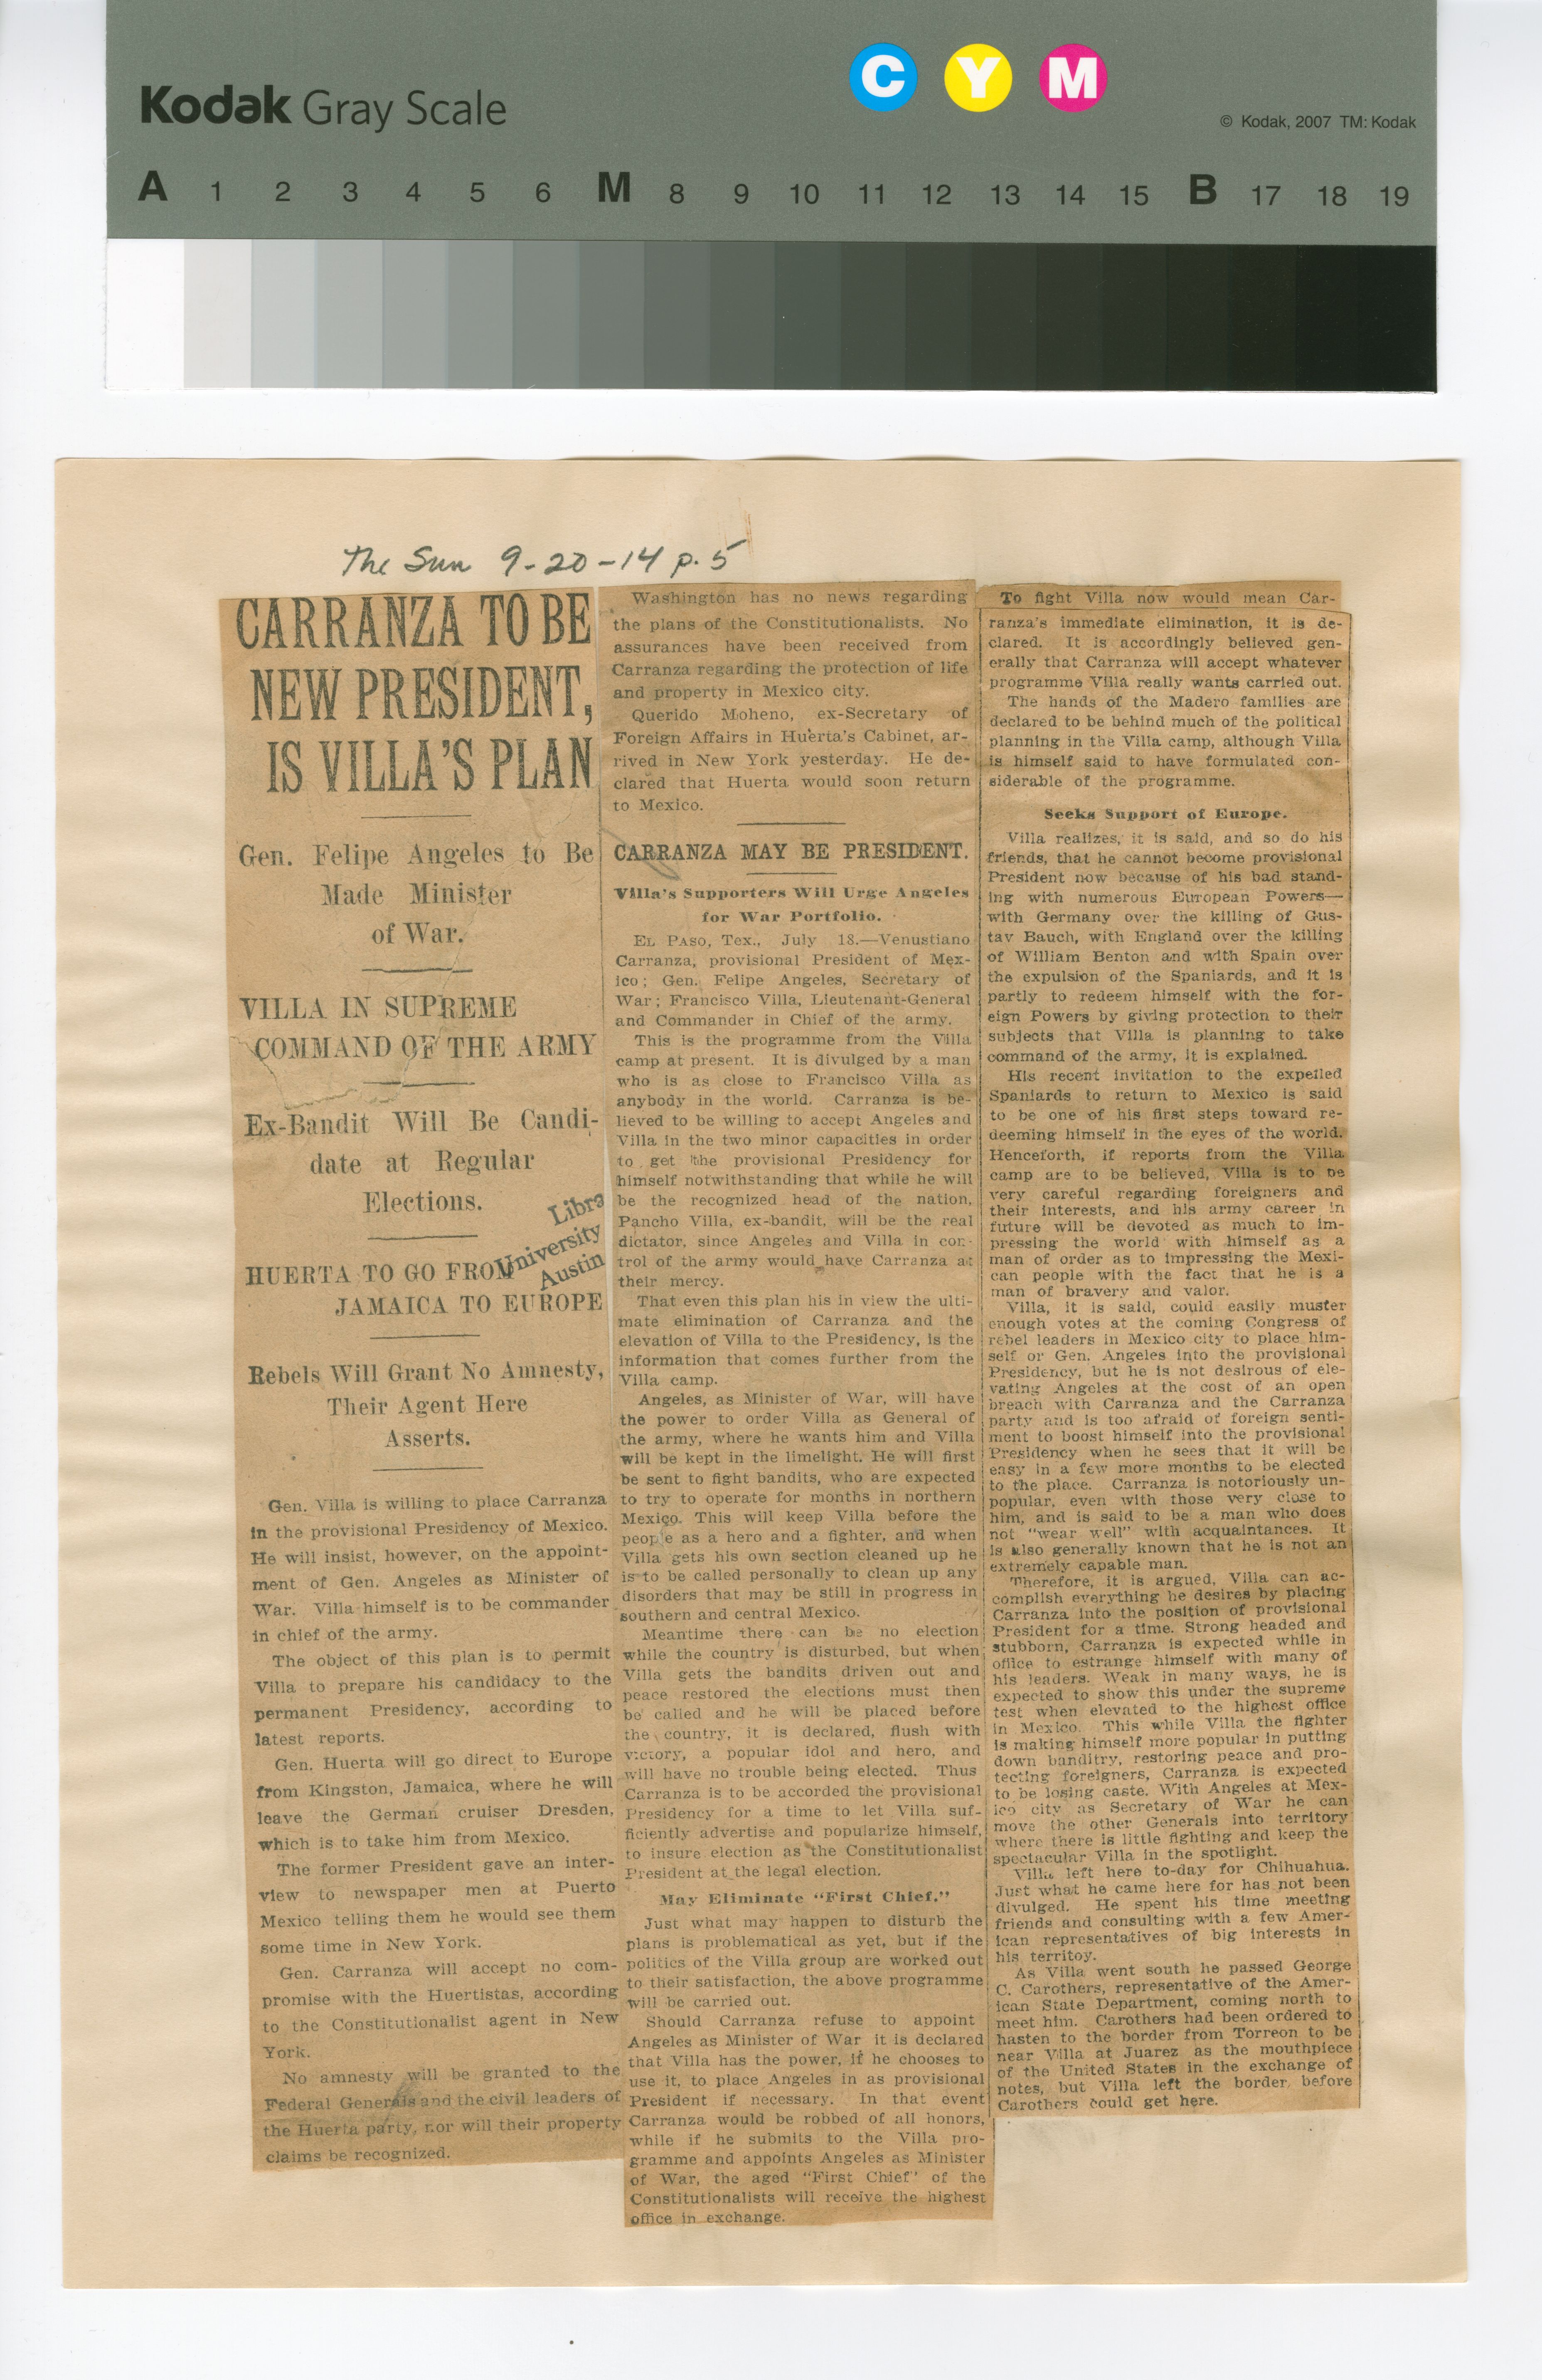 Kodak Gray Scale
C Y M
© Kodak, 2007 TM: Kodak
A 1 2 3 4 5 6 M 8 9 10 11 12 13 14 15 B 17 18 19
The Sun 9-20-14 p. 5
CARRANZA TO BE
NEW PRESIDENT,
IS VILLA'S PLAN
Gen. Felipe Angeles to Be
Made Minister
of War.
VILLA IN SUPREME
COMMAND OF THE ARMY
Ex-Bandit Will Be Candi-
date at Regular
Elections.
Libra
University
Austin
HUERTA TO GO FROM
JAMAICA TO EUROPE
Rebels Will Grant No Amnesty,
Their Agent Here
Asserts.
Gen. Villa is willing to place Carranza
in the provisional Presidency of Mexico.
He will insist, however, on the appoint-
ment of Gen. Angeles as Minister of
War. Villa himself is to be commander
in chief of the army.
The object of this plan is to permit
Villa to prepare his candidacy to the
permanent Presidency, according to
latest reports.
Gen. Huerta will go direct to Europe
from Kingston, Jamaica, where he will
leave the German cruiser Dresden,
which is to take him from Mexico.
The former President gave an inter-
view to newspaper men at Puerto
Mexico telling them he would see them
some time in New York.
Gen. Carranza will accept no com-
promise with the Huertistas, according
to the Constitutionalist agent in New
York.
No amnesty will be granted to the
Federal Generals and the civil leaders of
the Huerta party, nor will their property
claims be recognized.
Washington has no news regarding
the plans of the Constitutionalists. No
assurances have been received from
Carranza regarding the protection of life
and property in Mexico city.
Querido Moheno, ex-Secretary of
Foreign Affairs in Huerta's Cabinet, ar-
rived in New York yesterday. He de-
clared that Huerta would soon return
to Mexico.
CARRANZA MAY BE PRESIDENT.
Villa's Supporters Will Urge Angeles
for War Portfolio.
EL PASO, Tex., July 18.—Venustiano
Carranza, provisional President of Mex-
ico; Gen. Felipe Angeles, Secretary of
War; Francisco Villa, Lieutenant-General
and Commander in Chief of the army.
This is the programme from the Villa
camp at present. It is divulged by a man
who is as close to Francisco Villa as
anybody in the world. Carranza is be-
lieved to be willing to accept Angeles and
Villa in the two minor capacities in order
to get the provisional Presidency for
himself notwithstanding that while he will
be the recognized head of the nation,
Pancho Villa, ex-bandit, will be the real
dictator, since Angeles and Villa in con-
trol of the army would have Carranza at
their mercy.
That even this plan his in view the ulti-
mate elimination of Carranza and the
elevation of Villa to the Presidency, is the
information that comes further from the
Villa camp.
Angeles, as Minister of War, will have
the power to order Villa as General of
the army, where he wants him and Villa
will be kept in the limelight. He will first
be sent to fight bandits, who are expected
to try to operate for months in northern
Mexico. This will keep Villa before the
people as a hero and a fighter, and when
Villa gets his own section cleaned up he
is to be called personally to clean up any
disorders that may be still in progress in
southern and central Mexico.
Meantime there can be no election
while the country is disturbed, but when
Villa gets the bandits driven out and
peace restored the elections must then
be called and he will be placed before
the country, it is declared, flush with
victory, a popular idol and hero, and
will have no trouble being elected. Thus
Carranza is to be accorded the provisional
Presidency for a time to let Villa suf-
ficiently advertise and popularize himself,
to insure election as the Constitutionalist
President at the legal election.
May Eliminate "First Chief."
Just what may happen to disturb the
plans is problematical as yet, but if the
politics of the Villa group are worked out
to their satisfaction, the above programme
will be carried out.
Should Carranza refuse to appoint
Angeles as Minister of War it is declared
that Villa has the power, if he chooses to
use it, to place Angeles in as provisional
President if necessary. In that event
Carranza would be robbed of all honors,
while if he submits to the Villa pro-
gramme and appoints Angeles as Minister
of War, the aged "First Chief" of the
Constitutionalists will receive the highest
office in exchange.
To fight Villa now would mean Car-
ranza's immediate elimination, it is de-
clared. It is accordingly believed gen-
erally that Carranza will accept whatever
programme Villa really wants carried out.
The hands of the Madero families are
declared to be behind much of the political
planning in the Villa camp, although Villa
is himself said to have formulated con-
siderable of the programme.
Seeks Support of Europe.
Villa realizes, it is said, and so do his
friends, that he cannot become provisional
President now because of his bad stand-
ing with numerous European Powers—
with Germany over the killing of Gus-
tav Bauch, with England over the killing
of William Benton and with Spain over
the expulsion of the Spaniards, and it is
partly to redeem himself with the for-
eign Powers by giving protection to their
subjects that Villa is planning to take
command of the army, it is explained.
His recent invitation to the expelled
Spaniards to return to Mexico is said
to be one of his first steps toward re-
deeming himself in the eyes of the world.
Henceforth, if reports from the Villa
camp are to be believed, Villa is to be
very careful regarding foreigners and
their interests, and his army career in
future will be devoted as much to im-
pressing the world with himself as a
man of order as to impressing the Mexi-
can people with the fact that he is a
man of bravery and valor.
Villa, it is said, could easily muster
enough votes at the coming Congress of
rebel leaders in Mexico city to place him-
self or Gen. Angeles into the provisional
Presidency, but he is not desirous of ele-
vating Angeles at the cost of an open
breach with Carranza and the Carranza
party and is too afraid of foreign senti-
ment to boost himself into the provisional
Presidency when he sees that it will be
easy in a few more months to be elected
to the place. Carranza is notoriously un-
popular, even with those very close to
him, and is said to be a man who does
not "wear well" with acquaintances. It
is also generally known that he is not an
extremely capable man.
Therefore, it is argued, Villa can ac-
complish everything he desires by placing
Carranza into the position of provisional
President for a time. Strong headed and
stubborn, Carranza is expected while in
office to estrange himself with many of
his leaders. Weak in many ways, he is
expected to show this under the supreme
test when elevated to the highest office
in Mexico. This while Villa the fighter
is making himself more popular in putting
down banditry, restoring peace and pro-
tecting foreigners, Carranza is expected
to be losing caste. With Angeles at Mex-
ico city as Secretary of War he can
move the other Generals into territory
where there is little fighting and keep the
spectacular Villa in the spotlight.
Villa left here to-day for Chihuahua.
Just what he came here for has not been
divulged. He spent his time meeting
friends and consulting with a few Amer-
ican representatives of big interests in
his territoy.
As Villa went south he passed George
C. Carothers, representative of the Amer-
ican State Department, coming north to
meet him. Carothers had been ordered to
hasten to the border from Torreon to be
near Villa at Juarez as the mouthpiece
of the United States in the exchange of
notes, but Villa left the border before
Carothers could get here.